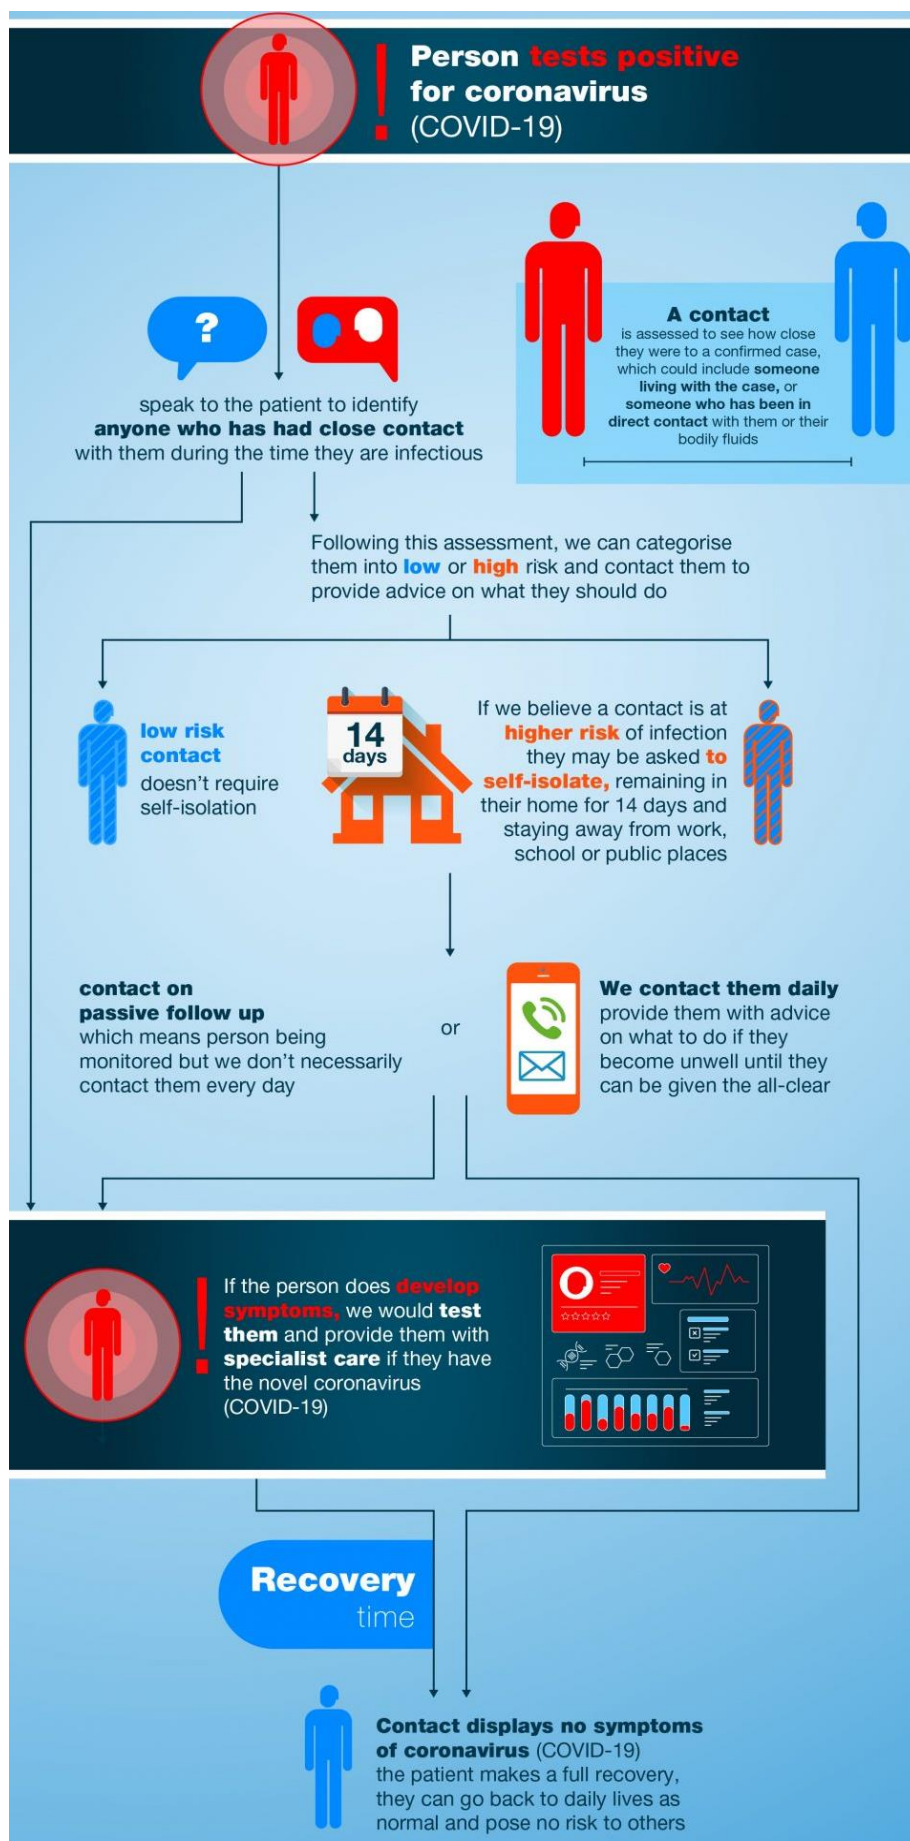 Person tests positive
for coronavirus
(COVID-19)
?
speak to the patient to identify
anyone who has had close contact
with them during the time they are infectious
A contact
is assessed to see how close
they were to a confirmed case,
which could include someone
living with the case, or
someone who has been in
direct contact with them or their
bodily fluids
Following this assessment, we can categorise
them into low or high risk and contact them to
provide advice on what they should do
low risk
contact
doesn't require
self-isolation
14
days
If we believe a contact is at
higher risk of infection
they may be asked to
self-isolate, remaining in
their home for 14 days and
staying away from work,
school or public places
contact on
passive follow up
which means person being
monitored but we don't necessarily
contact them every day
or
We contact them daily
provide them with advice
on what to do if they
become unwell until they
can be given the all-clear
If the person does develop
symptoms, we would test
them and provide them with
specialist care if they have
the novel coronavirus
(COVID-19)
Recovery
time
Contact displays no symptoms
of coronavirus (COVID-19)
the patient makes a full recovery,
they can go back to daily lives as
normal and pose no risk to others